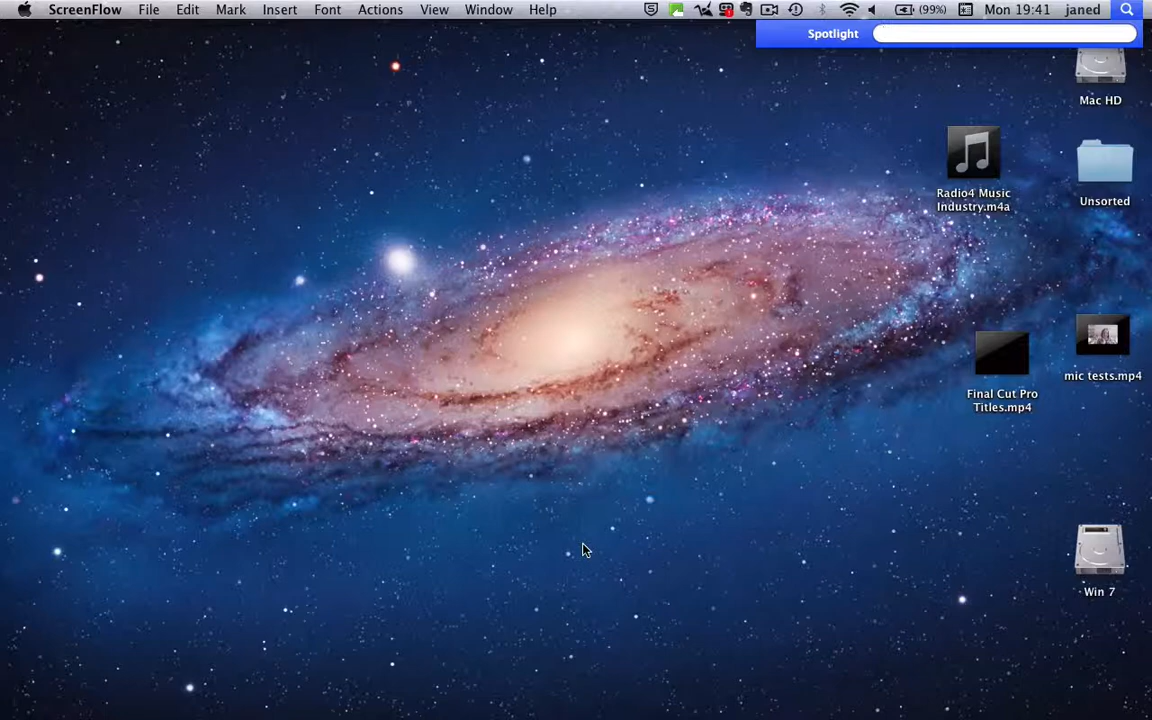 ScreenFlow File Edit Mark Insert Font Actions View Window Help (99%) Mon 19:41 janed
Spotlight
Mac HD
Radio4 Music
Industry.m4a
Unsorted
mic tests.mp4
Final Cut Pro
Titles.mp4
Win 7